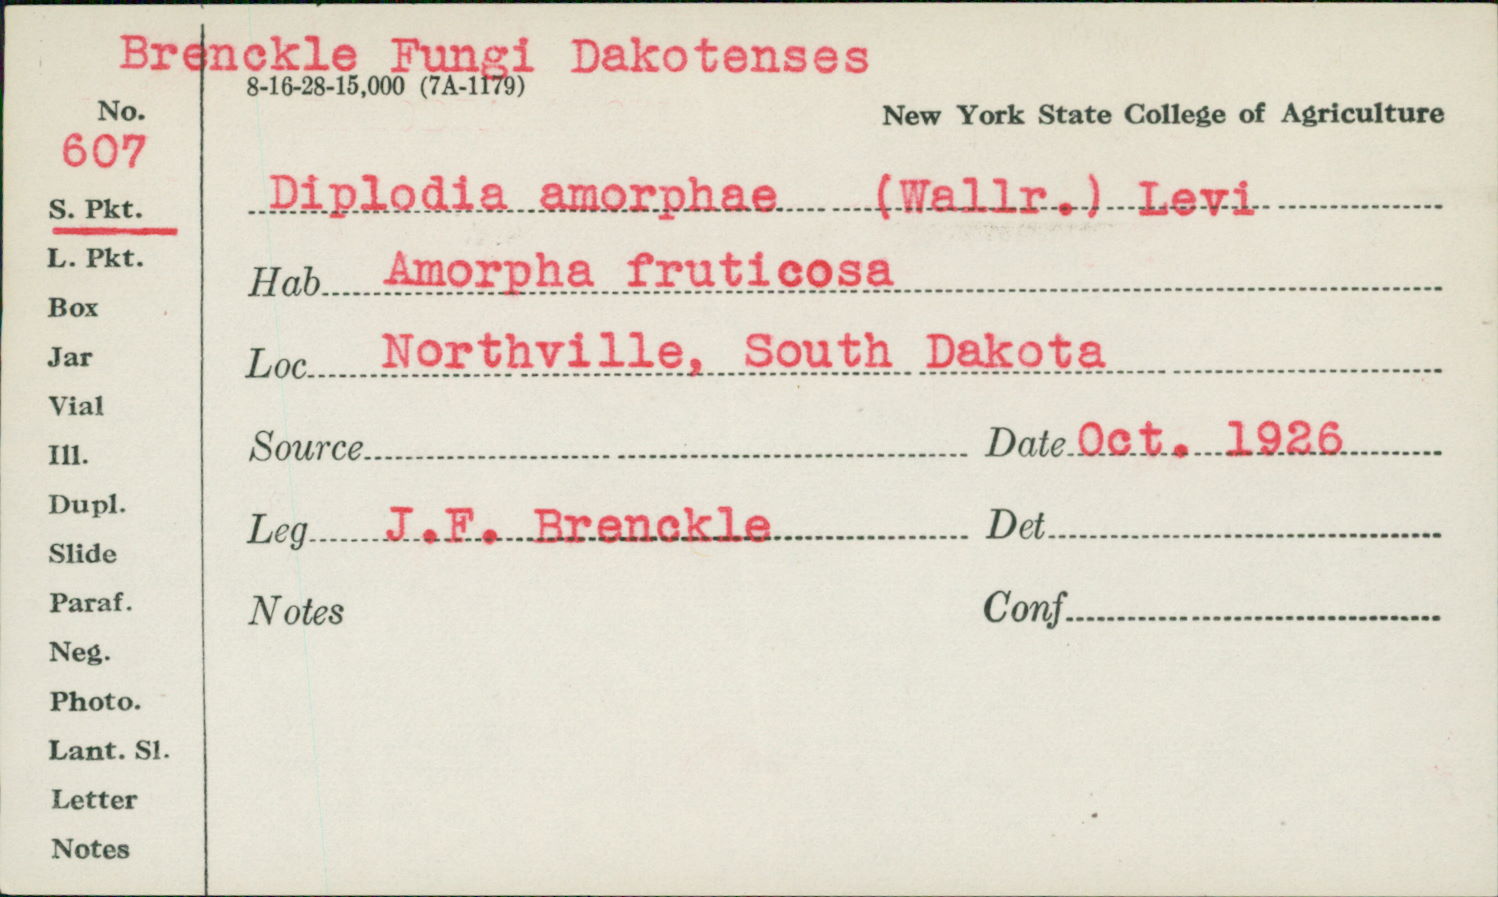 Brenckle Fungi Dakotenses
8-16-28-15,000 (7A-1179)
New York State College of Agriculture
No.
607
S. Pkt.
L. Pkt.
Box
Jar
Vial
Ill.
Dupl.
Slide
Paraf.
Neg.
Photo.
Lant. Sl.
Letter
Notes
Diplodia amorphae (Wallr.) Levi
Hab Amorpha fruticosa
Loc Northville, South Dakota
Source Date Oct. 1926
Leg J.F. Brenckle Det
Notes Conf